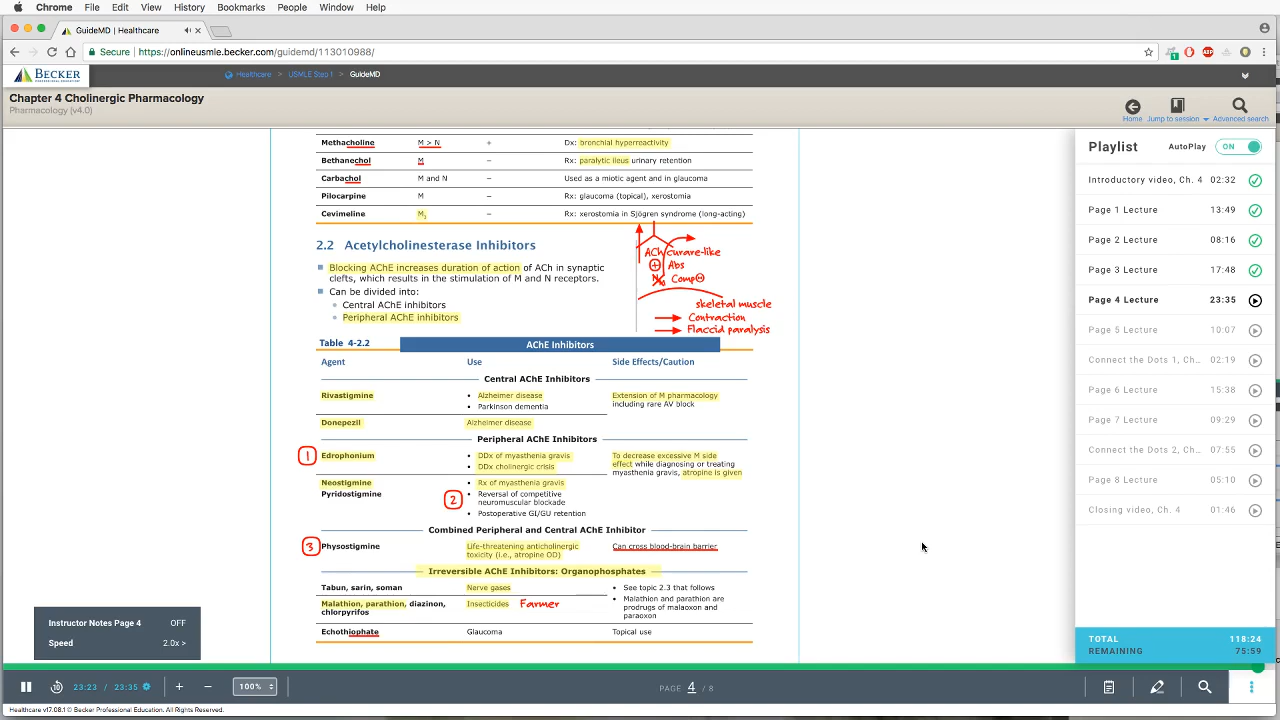 Chrome File Edit View History Bookmarks People Window Help
GuideMD | Healthcare
Secure https://onlineusmle.becker.com/guidemd/113010988/
BECKER
PROFESSIONAL EDUCATION
Healthcare > USMLE Step 1 > GuideMD
Chapter 4 Cholinergic Pharmacology
Pharmacology (v4.0)
Home Jump to session Advanced search
Methacholine M > N + Dx: bronchial hyperreactivity
Bethanechol M – Rx: paralytic ileus urinary retention
Carbachol M and N – Used as a miotic agent and in glaucoma
Pilocarpine M – Rx: glaucoma (topical), xerostomia
Cevimeline M3 – Rx: xerostomia in Sjögren syndrome (long-acting)
2.2 Acetylcholinesterase Inhibitors
Blocking AChE increases duration of action of ACh in synaptic
clefts, which results in the stimulation of M and N receptors.
Can be divided into:
Central AChE inhibitors
Peripheral AChE inhibitors
ACh curare-like
+ Abs
Comp
skeletal muscle
Contraction
Flaccid paralysis
Table 4-2.2 AChE Inhibitors
Agent Use Side Effects/Caution
Central AChE Inhibitors
Rivastigmine • Alzheimer disease Extension of M pharmacology
• Parkinson dementia including rare AV block
Donepezil Alzheimer disease
Peripheral AChE Inhibitors
1 Edrophonium • DDx of myasthenia gravis To decrease excessive M side
• DDx cholinergic crisis effect while diagnosing or treating
myasthenia gravis, atropine is given
Neostigmine • Rx of myasthenia gravis
Pyridostigmine 2 • Reversal of competitive
neuromuscular blockade
• Postoperative GI/GU retention
Combined Peripheral and Central AChE Inhibitor
3 Physostigmine Life-threatening anticholinergic Can cross blood-brain barrier
toxicity (i.e., atropine OD)
Irreversible AChE Inhibitors: Organophosphates
Tabun, sarin, soman Nerve gases • See topic 2.3 that follows
Malathion, parathion, diazinon, Insecticides Farmer • Malathion and parathion are
chlorpyrifos prodrugs of malaoxon and
paraoxon
Echothiophate Glaucoma Topical use
Playlist AutoPlay ON
Introductory video, Ch. 4 02:32
Page 1 Lecture 13:49
Page 2 Lecture 08:16
Page 3 Lecture 17:48
Page 4 Lecture 23:35
Page 5 Lecture 10:07
Connect the Dots 1, Ch... 02:19
Page 6 Lecture 15:38
Page 7 Lecture 09:29
Connect the Dots 2, Ch... 07:55
Page 8 Lecture 05:10
Closing video, Ch. 4 01:46
TOTAL 118:24
REMAINING 75:59
Instructor Notes Page 4 OFF
Speed 2.0x >
10 23:23 / 23:35 + – 100% PAGE 4 / 8
Healthcare v17.08.1 © Becker Professional Education. All Rights Reserved.